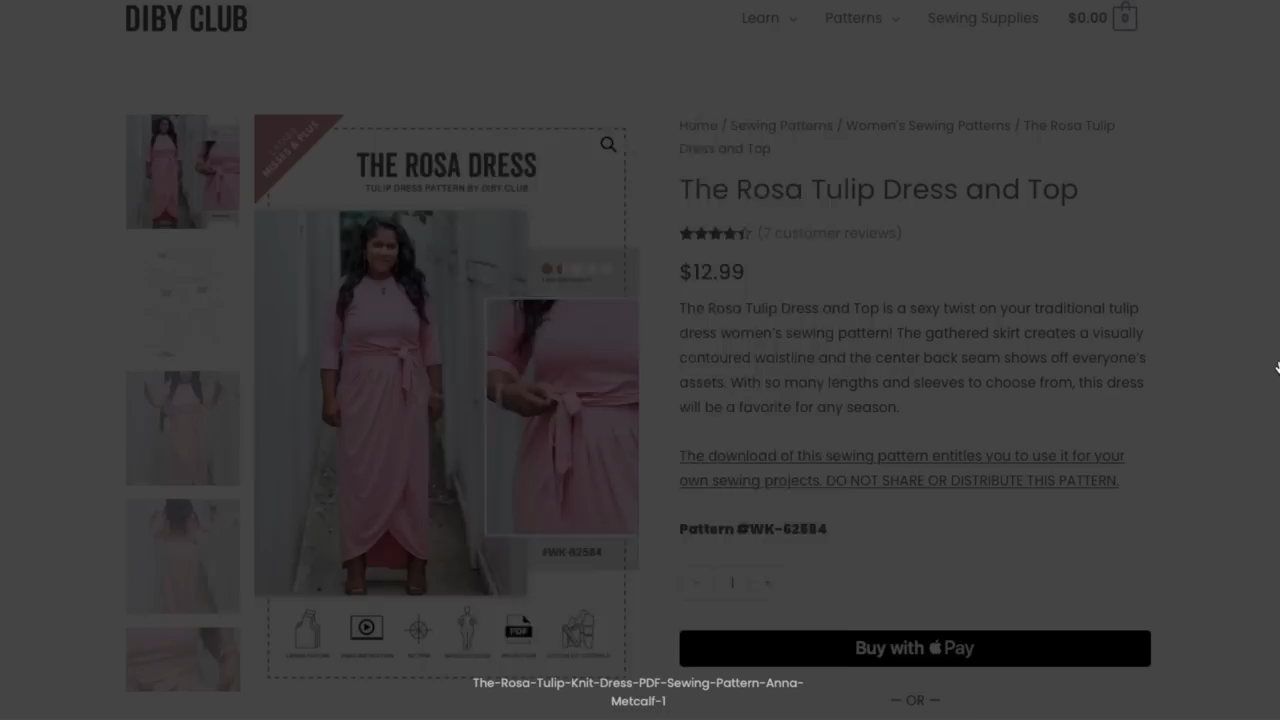 DIBY CLUB
Learn
Patterns
Sewing Supplies
$0.00
0
Home / Sewing Patterns / Women's Sewing Patterns / The Rosa Tulip
Dress and Top
The Rosa Tulip Dress and Top
(7 customer reviews)
$12.99
The Rosa Tulip Dress and Top is a sexy twist on your traditional tulip
dress women's sewing pattern! The gathered skirt creates a visually
contoured waistline and the center back seam shows off everyone's
assets. With so many lengths and sleeves to choose from, this dress
will be a favorite for any season.
The download of this sewing pattern entitles you to use it for your
own sewing projects. DO NOT SHARE OR DISTRIBUTE THIS PATTERN.
Pattern #WK-62584
- 1 +
Buy with Pay
— OR —
MISSES & PLUS
THE ROSA DRESS
TULIP DRESS PATTERN BY DIBY CLUB
#WK-62584
PDF
The-Rosa-Tulip-Knit-Dress-PDF-Sewing-Pattern-Anna-
Metcalf-1